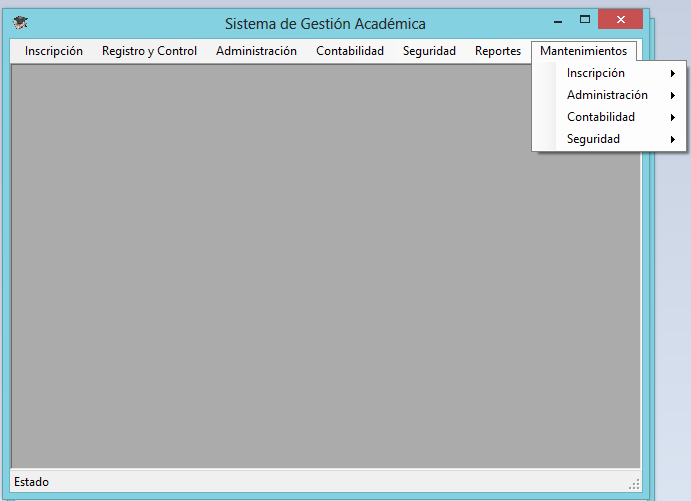 Sistema de Gestión Académica
Inscripción Registro y Control Administración Contabilidad Seguridad Reportes Mantenimientos
Inscripción
Administración
Contabilidad
Seguridad
Estado